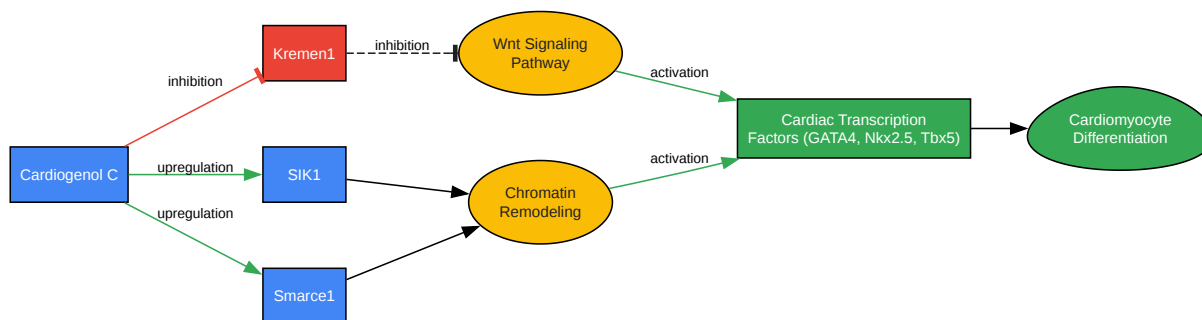 Kremen1
inhibition
Wnt Signaling
Pathway
activation
inhibition
Cardiac Transcription
Factors (GATA4, Nkx2.5, Tbx5)
Cardiomyocyte
Differentiation
Cardiogenol C
upregulation
SIK1
activation
Chromatin
Remodeling
upregulation
Smarce1